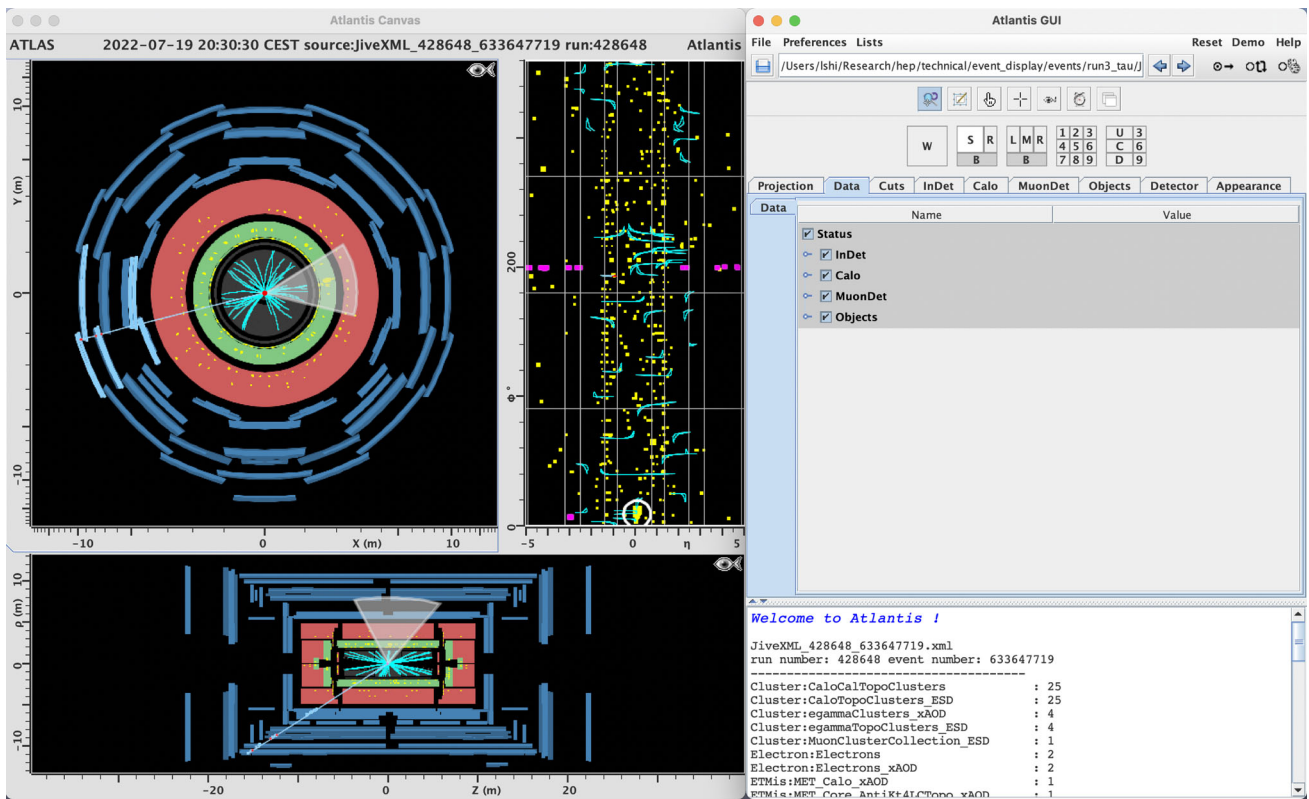 Atlantis Canvas
ATLAS 2022-07-19 20:30:30 CEST source:JiveXML_428648_633647719 run:428648 Atlantis
10
Y (m)
0
-10
-10 0 X (m) 10
200
Φ °
0
-5 0 η 5
10
ρ (m)
0
-10
-20 0 Z (m) 20
Atlantis GUI
File Preferences Lists Reset Demo Help
/Users/lshi/Research/hep/technical/event_display/events/run3_tau/J
W S R L M R 1 2 3 U 3
4 5 6 C 6
B B 7 8 9 D 9
Projection Data Cuts InDet Calo MuonDet Objects Detector Appearance
Data Name Value
Status
InDet
Calo
MuonDet
Objects
Welcome to Atlantis !
JiveXML_428648_633647719.xml
run number: 428648 event number: 633647719
--------------------------------------
Cluster:CaloCalTopoClusters : 25
Cluster:CaloTopoClusters_ESD : 25
Cluster:egammaClusters_xAOD : 4
Cluster:egammaTopoClusters_ESD : 4
Cluster:MuonClusterCollection_ESD : 1
Electron:Electrons : 2
Electron:Electrons_xAOD : 2
ETMis:MET_Calo_xAOD : 1
ETMis:MET_Core_AntiKt4LCTopo_xAOD : 1